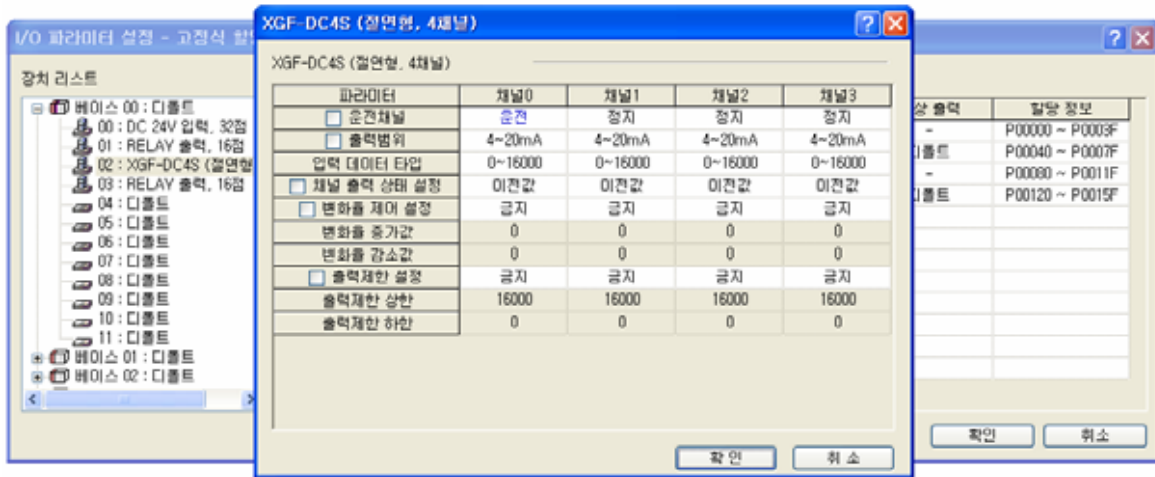 I/O 파라미터 설정 - 고정식 할당
장치 리스트
베이스 00 : 디폴트
00 : DC 24V 입력, 32점
01 : RELAY 출력, 16점
02 : XGF-DC4S (절연형
03 : RELAY 출력, 16점
04 : 디폴트
05 : 디폴트
06 : 디폴트
07 : 디폴트
08 : 디폴트
09 : 디폴트
10 : 디폴트
11 : 디폴트
베이스 01 : 디폴트
베이스 02 : 디폴트
XGF-DC4S (절연형, 4채널)
XGF-DC4S (절연형, 4채널)
파라미터 채널0 채널1 채널2 채널3
운전채널 운전 정지 정지 정지
출력범위 4~20mA 4~20mA 4~20mA 4~20mA
입력 데이터 타입 0~16000 0~16000 0~16000 0~16000
채널 출력 상태 설정 이전값 이전값 이전값 이전값
변화율 제어 설정 금지 금지 금지 금지
변화율 증가값 0 0 0 0
변화율 감소값 0 0 0 0
출력제한 설정 금지 금지 금지 금지
출력제한 상한 16000 16000 16000 16000
출력제한 하한 0 0 0 0
확인 취소
상 출력 할당 정보
- P00000 ~ P0003F
디폴트 P00040 ~ P0007F
- P00080 ~ P0011F
디폴트 P00120 ~ P0015F
확인 취소